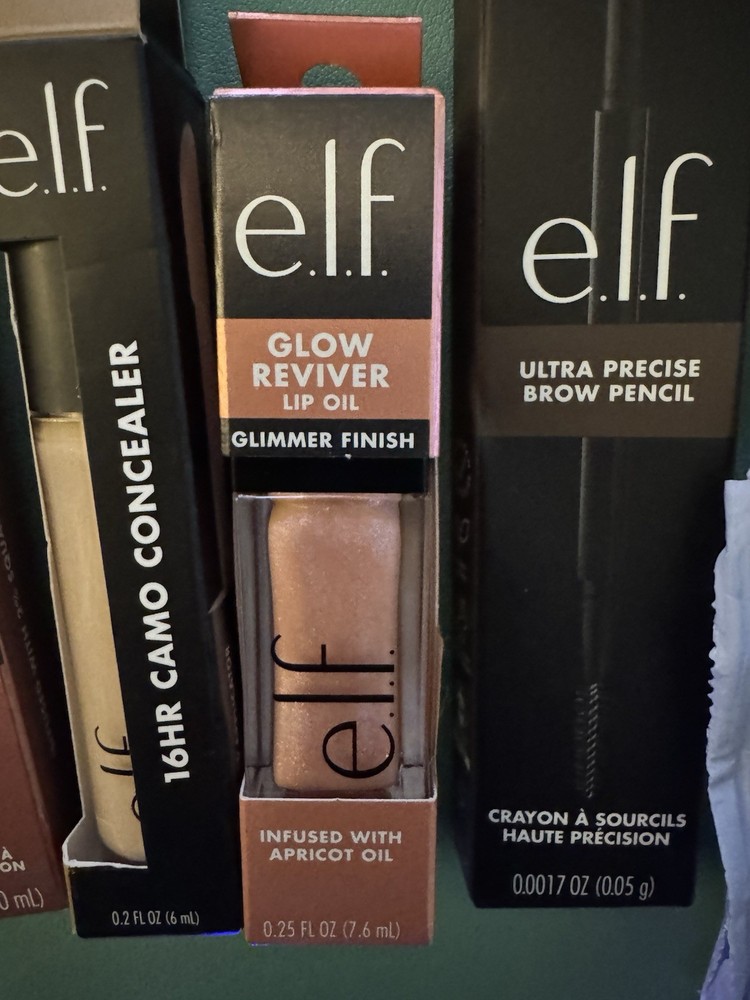 e.l.f.
16HR CAMO CONCEALER
0.2 FL OZ (6 mL)
e.l.f.
GLOW
REVIVER
LIP OIL
GLIMMER FINISH
e.l.f.
INFUSED WITH
APRICOT OIL
0.25 FL OZ (7.6 mL)
e.l.f.
ULTRA PRECISE
BROW PENCIL
CRAYON À SOURCILS
HAUTE PRÉCISION
0.0017 OZ (0.05 g)